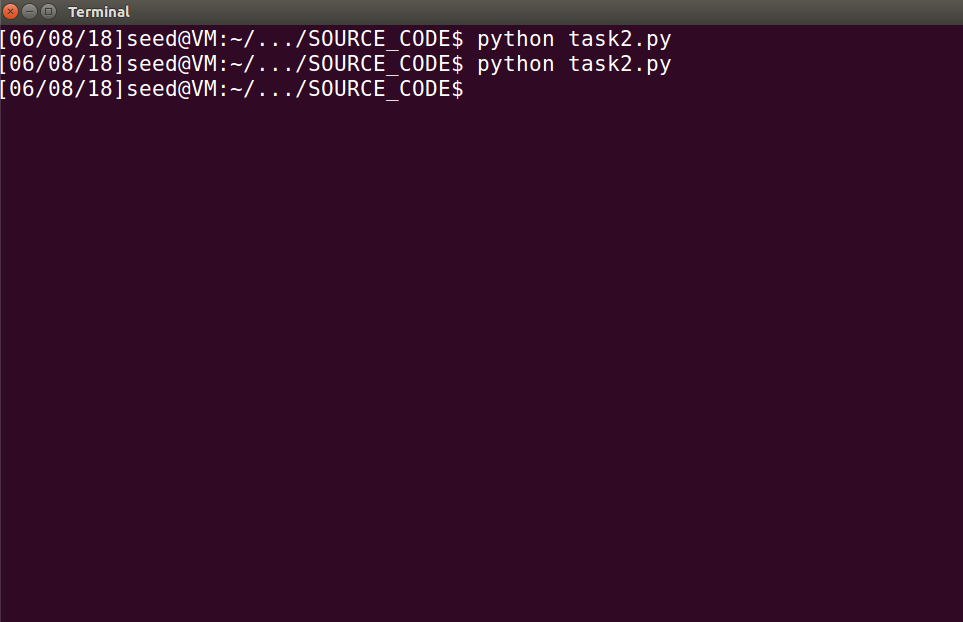 Terminal
[06/08/18]seed@VM:~/.../SOURCE_CODE$ python task2.py
[06/08/18]seed@VM:~/.../SOURCE_CODE$ python task2.py
[06/08/18]seed@VM:~/.../SOURCE_CODE$